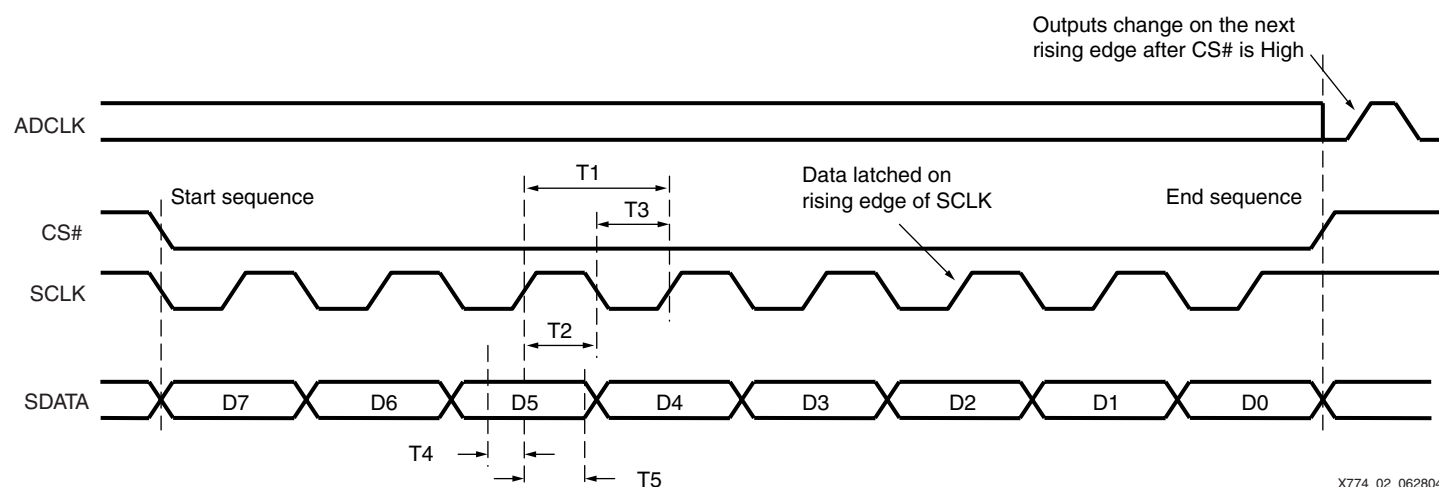 Outputs change on the next
rising edge after CS# is High
ADCLK
T1
Data latched on
rising edge of SCLK
Start sequence
End sequence
T3
CS#
SCLK
T2
SDATA
D7
D6
D5
D4
D3
D2
D1
D0
T4
T5
X774_02_062804